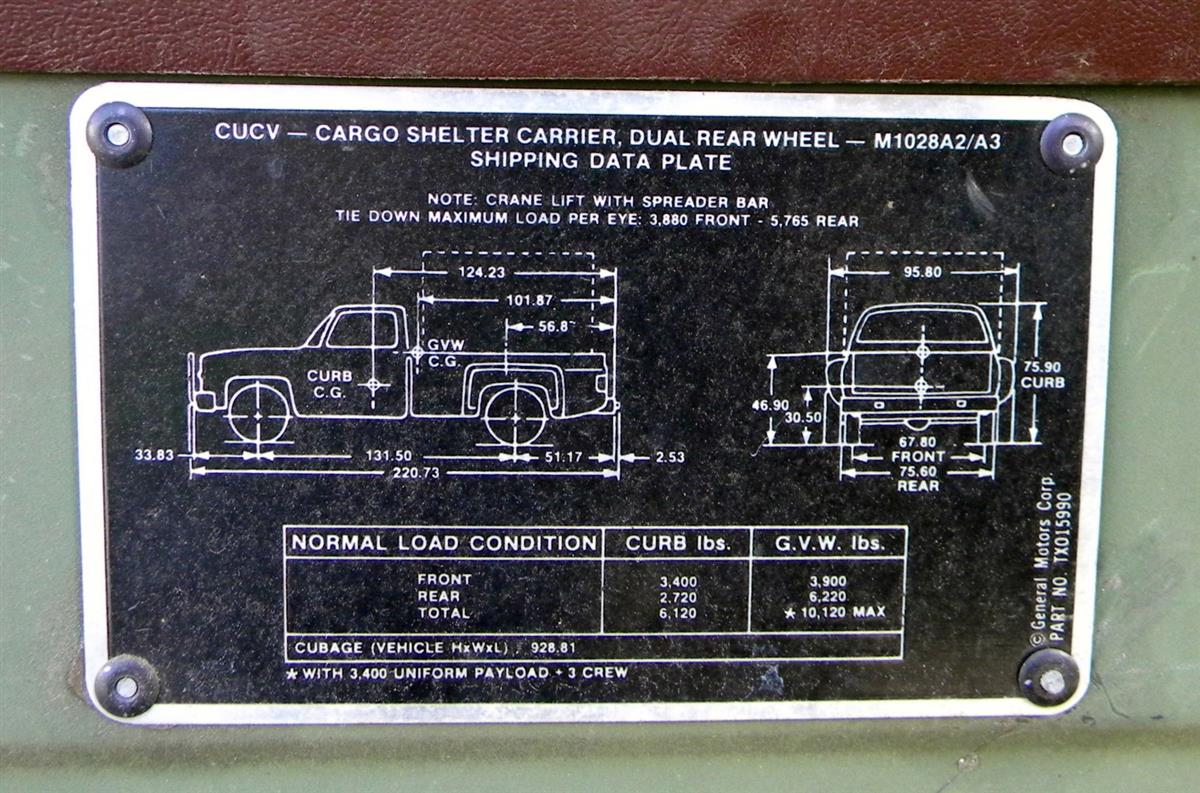 CUCV — CARGO SHELTER CARRIER, DUAL REAR WHEEL — M1028A2/A3
SHIPPING DATA PLATE
NOTE: CRANE LIFT WITH SPREADER BAR
TIE DOWN MAXIMUM LOAD PER EYE: 3,880 FRONT - 5,765 REAR
124.23
101.87
56.8
GVW
C.G.
CURB
C.G.
33.83
131.50
51.17
2.53
220.73
95.80
75.90
CURB
46.90
30.50
67.80
FRONT
75.60
REAR
NORMAL LOAD CONDITION CURB lbs. G.V.W. lbs.
FRONT 3,400 3,900
REAR 2,720 6,220
TOTAL 6,120 * 10,120 MAX
CUBAGE (VEHICLE HxWxL) 928.81
* WITH 3,400 UNIFORM PAYLOAD + 3 CREW
© General Motors Corp.
PART NO. TX015990